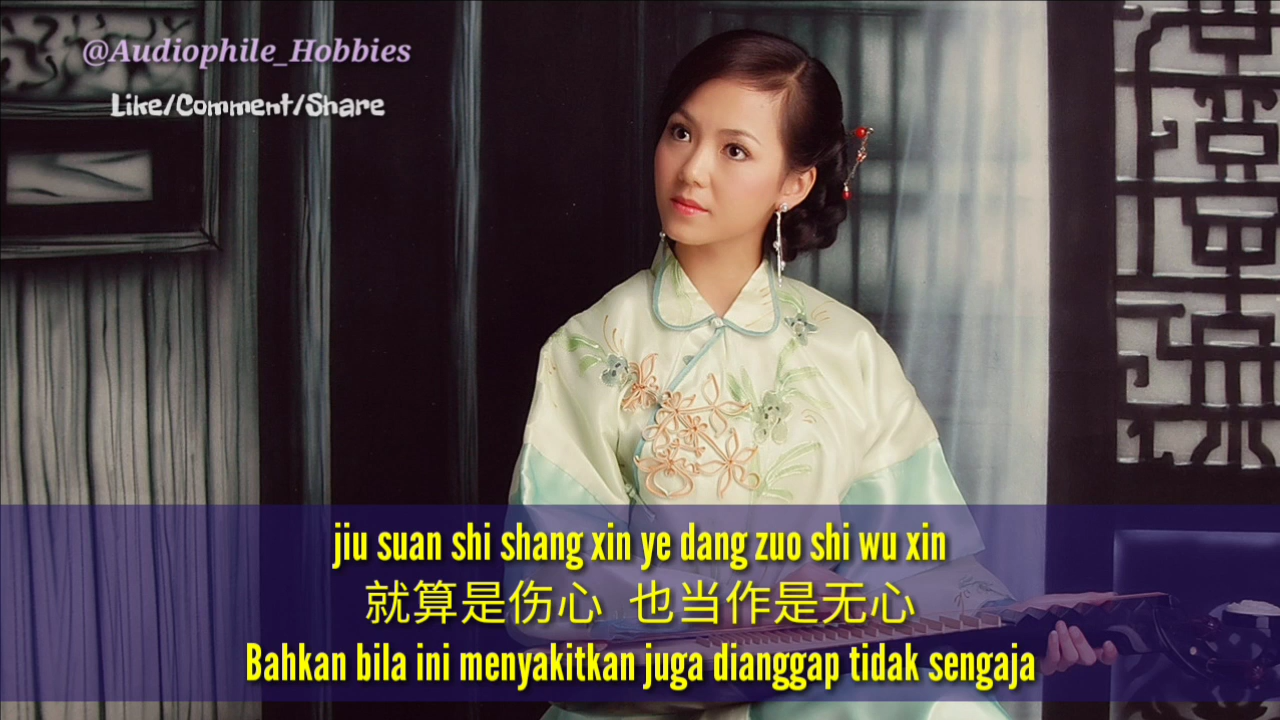 @Audiophile_Hobbies
Like/Comment/Share
jiu suan shi shang xin ye dang zuo shi wu xin
就算是伤心 也当作是无心
Bahkan bila ini menyakitkan juga dianggap tidak sengaja